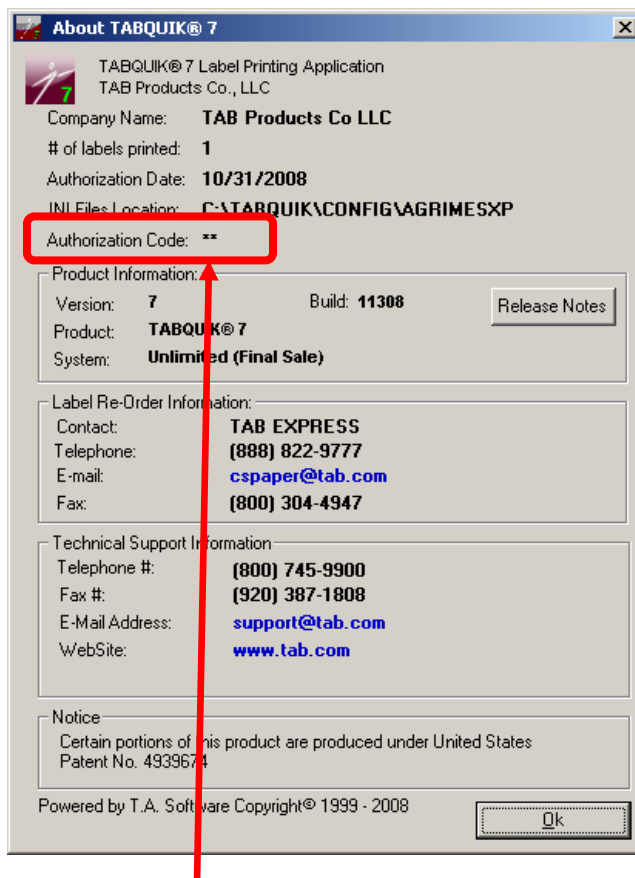 About TABQUIK® 7
TABQUIK® 7 Label Printing Application
TAB Products Co., LLC
Company Name: TAB Products Co LLC
# of labels printed: 1
Authorization Date: 10/31/2008
INI Files Location: C:\TABQUIK\CONFIG\AGRIMESXP
Authorization Code: **
Product Information:
Version: 7 Build: 11308 Release Notes
Product: TABQUIK® 7
System: Unlimited (Final Sale)
Label Re-Order Information:
Contact: TAB EXPRESS
Telephone: (888) 822-9777
E-mail: cspaper@tab.com
Fax: (800) 304-4947
Technical Support Information
Telephone #: (800) 745-9900
Fax #: (920) 387-1808
E-Mail Address: support@tab.com
WebSite: www.tab.com
Notice
Certain portions of this product are produced under United States
Patent No. 4939674
Powered by T.A. Software Copyright© 1999 - 2008
Ok